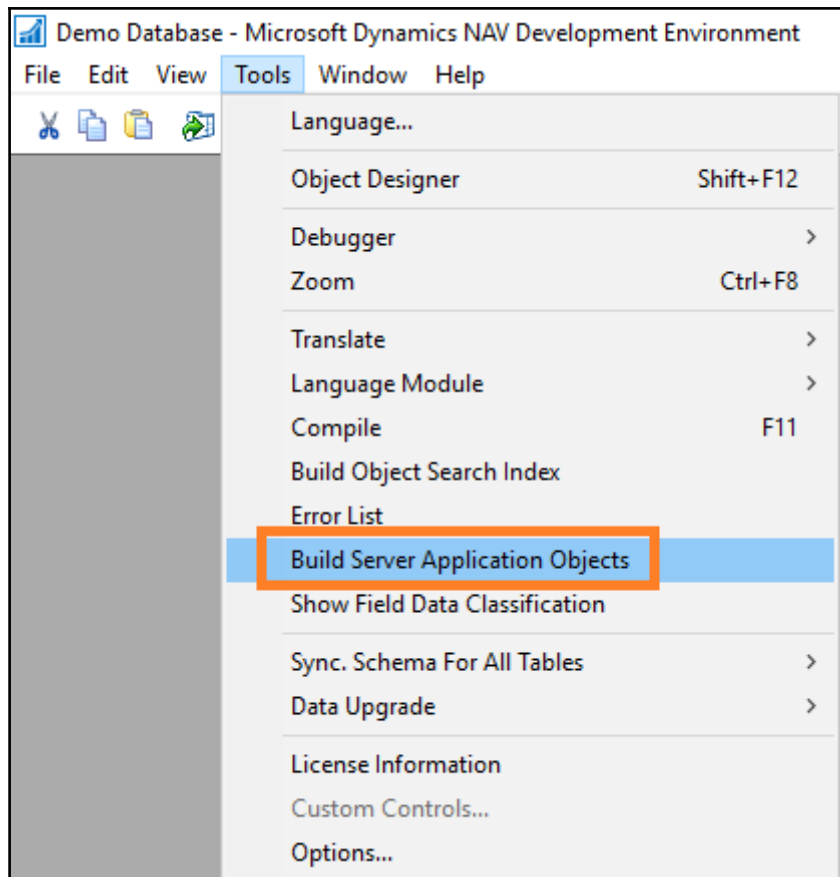 Demo Database - Microsoft Dynamics NAV Development Environment
File Edit View Tools Window Help
Language...
Object Designer Shift+F12
Debugger
Zoom Ctrl+F8
Translate
Language Module
Compile F11
Build Object Search Index
Error List
Build Server Application Objects
Show Field Data Classification
Sync. Schema For All Tables
Data Upgrade
License Information
Custom Controls...
Options...